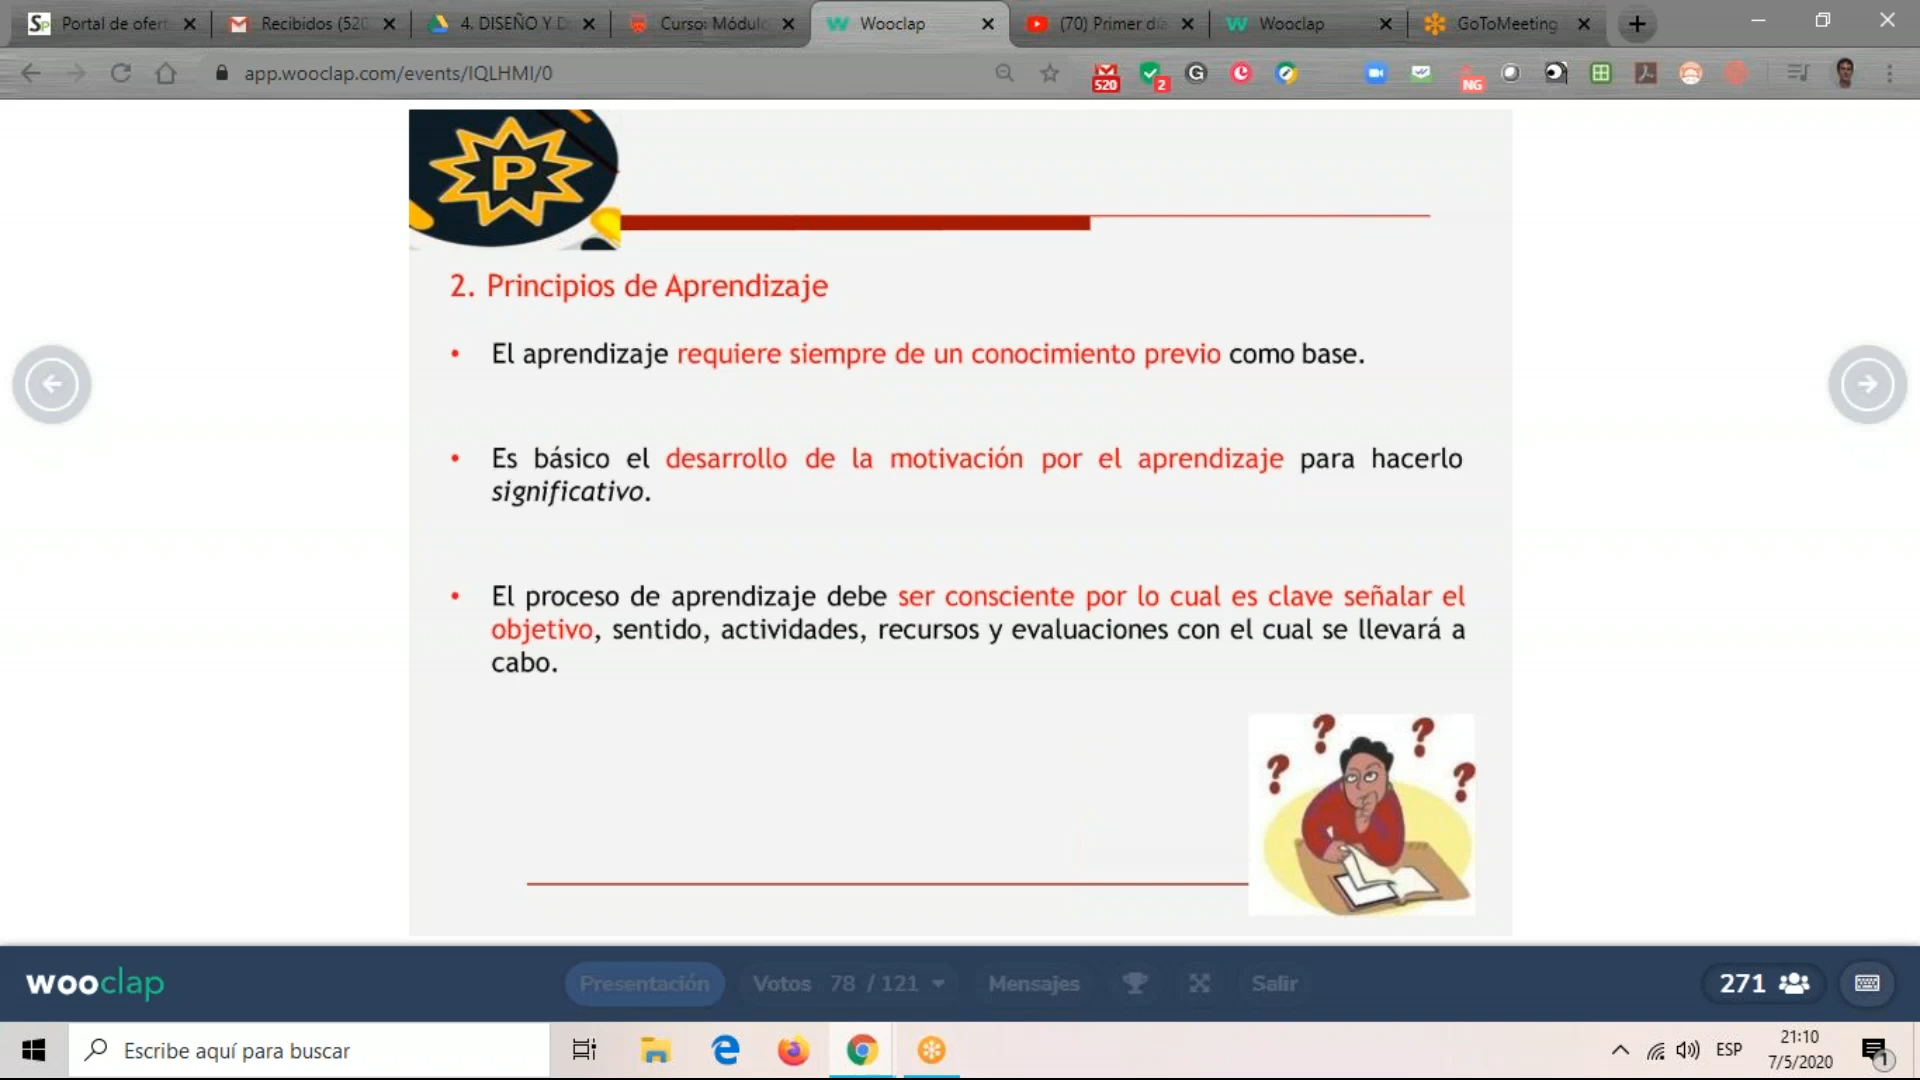 Portal de ofert
Recibidos (520
4. DISEÑO Y D
Curso: Módulo
Wooclap
(70) Primer día
Wooclap
GoToMeeting
app.wooclap.com/events/IQLHMI/0
520
2
G
NG
P
2. Principios de Aprendizaje
• El aprendizaje requiere siempre de un conocimiento previo como base.
• Es básico el desarrollo de la motivación por el aprendizaje para hacerlo
significativo.
• El proceso de aprendizaje debe ser consciente por lo cual es clave señalar el
objetivo, sentido, actividades, recursos y evaluaciones con el cual se llevará a
cabo.
? ? ? ?
wooclap
Presentación
Votos 78 / 121
Mensajes
Salir
271
Escribe aquí para buscar
ESP
21:10
7/5/2020
1